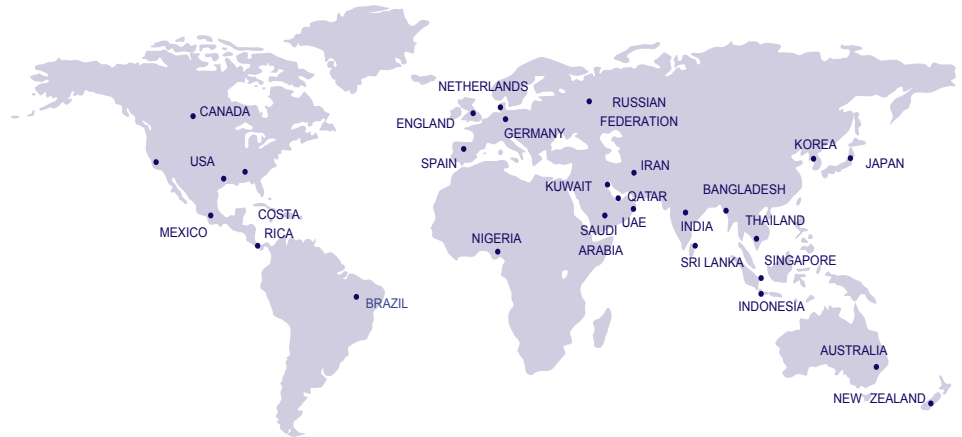 NETHERLANDS
CANADA
RUSSIAN
FEDERATION
ENGLAND
GERMANY
KOREA
USA
SPAIN
IRAN
JAPAN
KUWAIT
QATAR
BANGLADESH
COSTA
RICA
MEXICO
UAE
SAUDI
ARABIA
INDIA
THAILAND
NIGERIA
SRI LANKA
SINGAPORE
BRAZIL
INDONESIA
AUSTRALIA
NEW ZEALAND